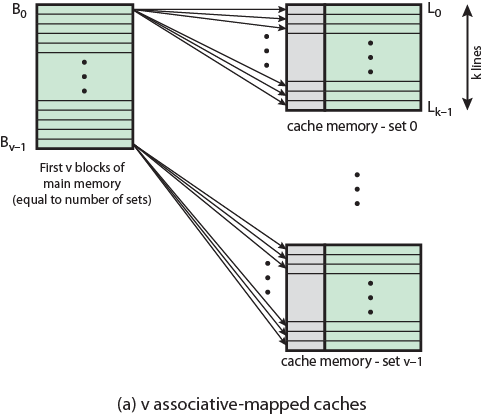 B0
L0
k lines
Lk–1
cache memory - set 0
Bv–1
First v blocks of
main memory
(equal to number of sets)
cache memory - set v–1
(a) v associative-mapped caches